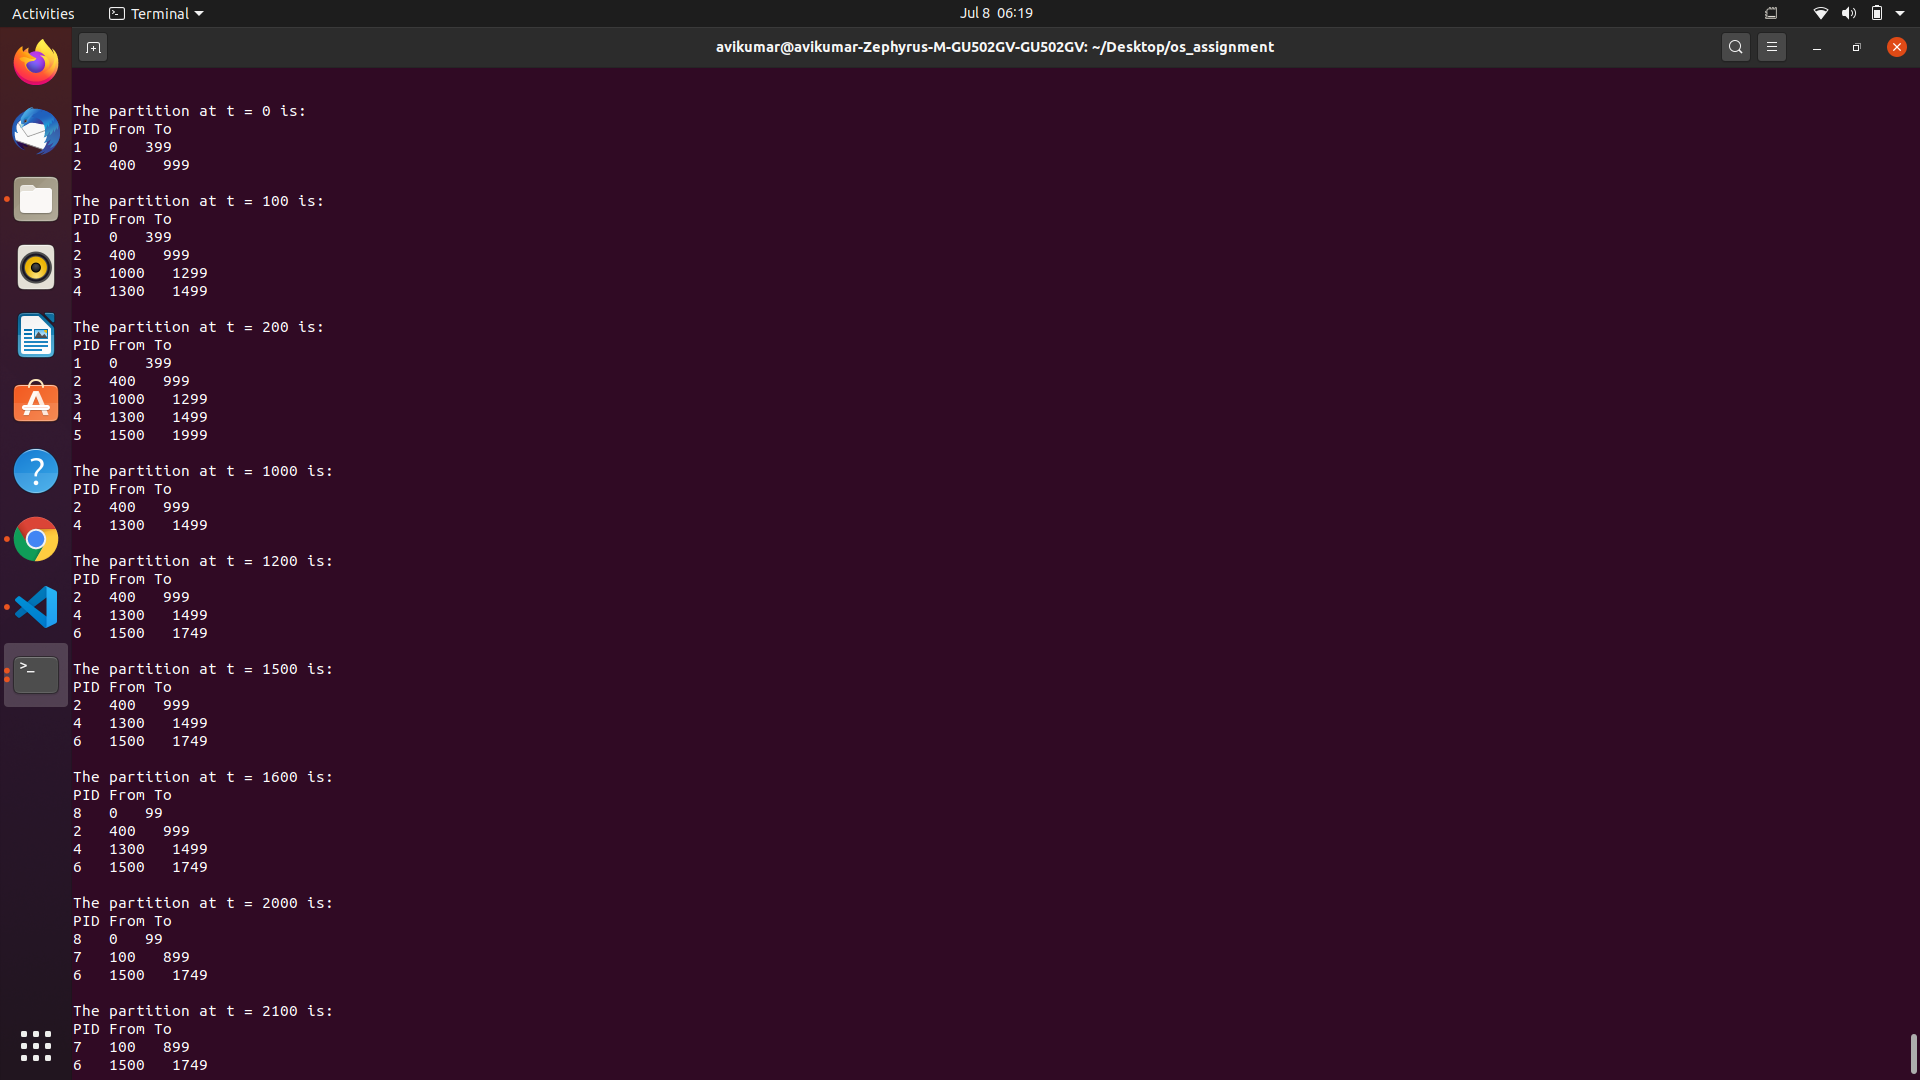 Activities Terminal Jul 8 06:19
avikumar@avikumar-Zephyrus-M-GU502GV-GU502GV: ~/Desktop/os_assignment
The partition at t = 0 is:
PID From To
1 0 399
2 400 999
The partition at t = 100 is:
PID From To
1 0 399
2 400 999
3 1000 1299
4 1300 1499
The partition at t = 200 is:
PID From To
1 0 399
2 400 999
3 1000 1299
4 1300 1499
5 1500 1999
The partition at t = 1000 is:
PID From To
2 400 999
4 1300 1499
The partition at t = 1200 is:
PID From To
2 400 999
4 1300 1499
6 1500 1749
The partition at t = 1500 is:
PID From To
2 400 999
4 1300 1499
6 1500 1749
The partition at t = 1600 is:
PID From To
8 0 99
2 400 999
4 1300 1499
6 1500 1749
The partition at t = 2000 is:
PID From To
8 0 99
7 100 899
6 1500 1749
The partition at t = 2100 is:
PID From To
7 100 899
6 1500 1749